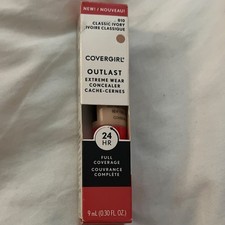 NEW! / NOUVEAU!
810
CLASSIC IVORY
IVOIRE CLASSIQUE
COVERGIRL
OUTLAST
EXTREME WEAR
CONCEALER
CACHE-CERNES
24
HR
FULL
COVERAGE
COUVRANCE
COMPLÈTE
9 mL (0.30 FL. OZ.)